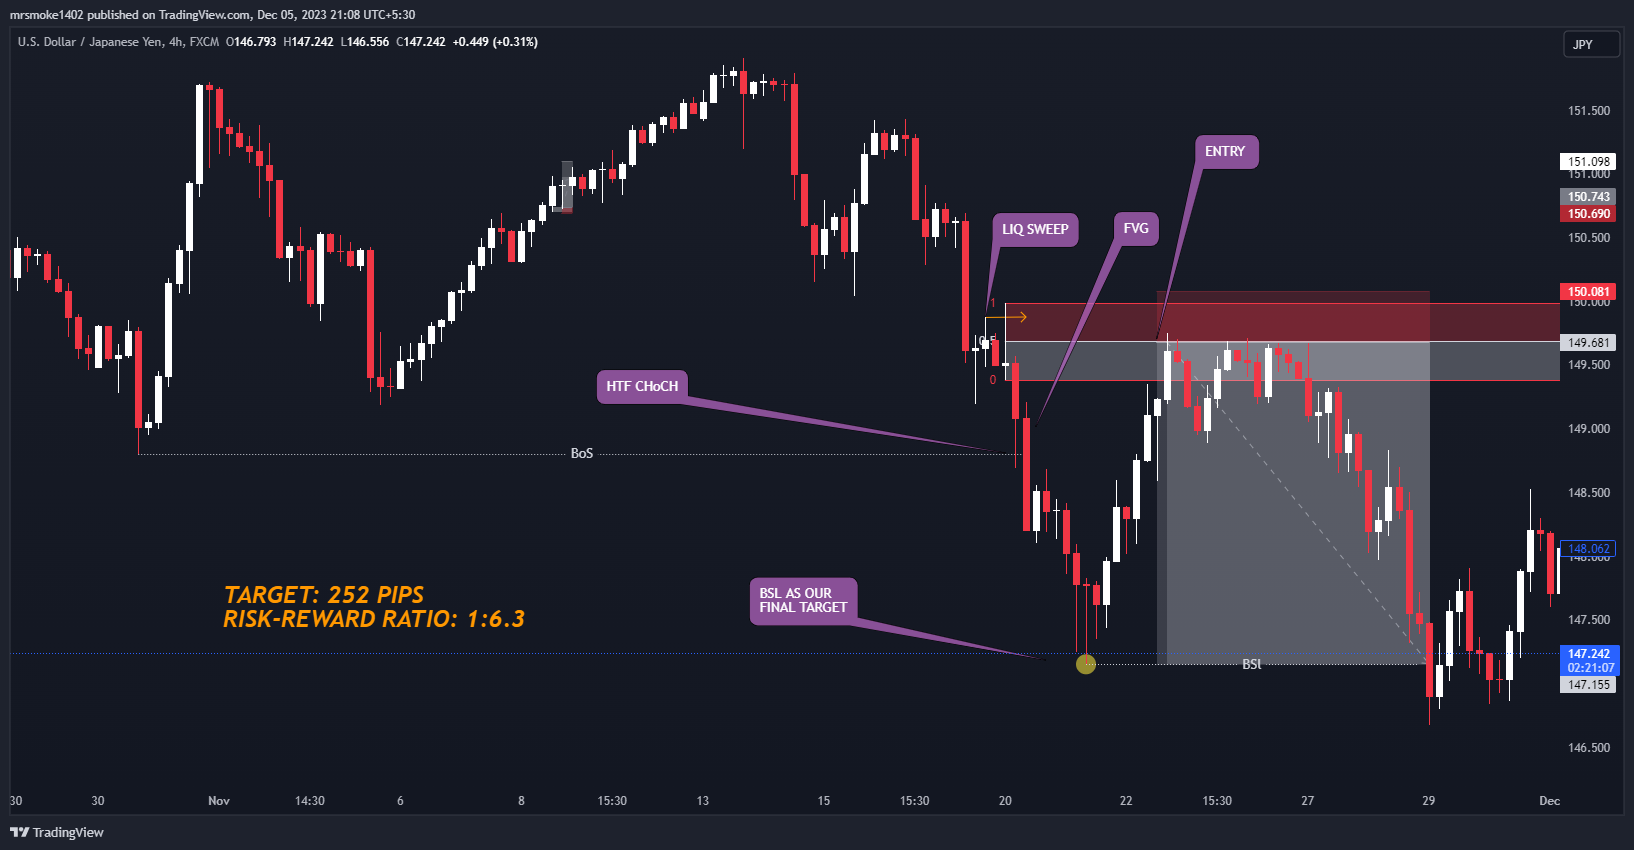 mrsmoke1402 published on TradingView.com, Dec 05, 2023 21:08 UTC+5:30
U.S. Dollar / Japanese Yen, 4h, FXCM O146.793 H147.242 L146.556 C147.242 +0.449 (+0.31%)
JPY
151.500
151.098
151.000
150.743
150.690
150.500
150.081
150.000
149.681
149.500
149.000
148.500
148.062
148.000
147.500
147.242
02:21:07
147.155
146.500
ENTRY
LIQ SWEEP
FVG
1
0.5
0
HTF CHoCH
BoS
BSL AS OUR
FINAL TARGET
BSl
TARGET: 252 PIPS
RISK-REWARD RATIO: 1:6.3
30 30 Nov 14:30 6 8 15:30 13 15 15:30 20 22 15:30 27 29 Dec
TradingView